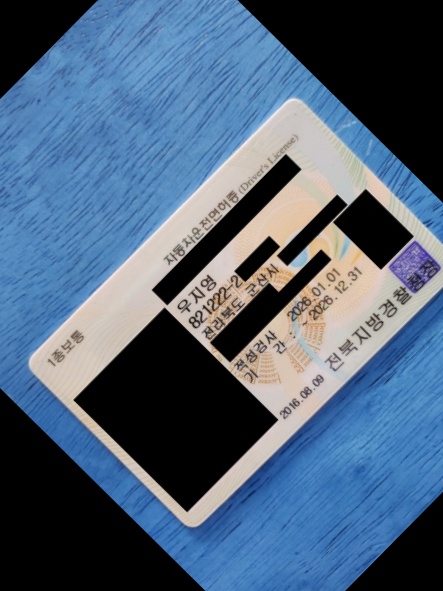 1종보통
자동차운전면허증 (Driver's License)
우지영
821222-2
전라북도 군산시
적성검사 2026.01.01
기 간 : ~ 2026.12.31
2016.08.09 전북지방경찰청장